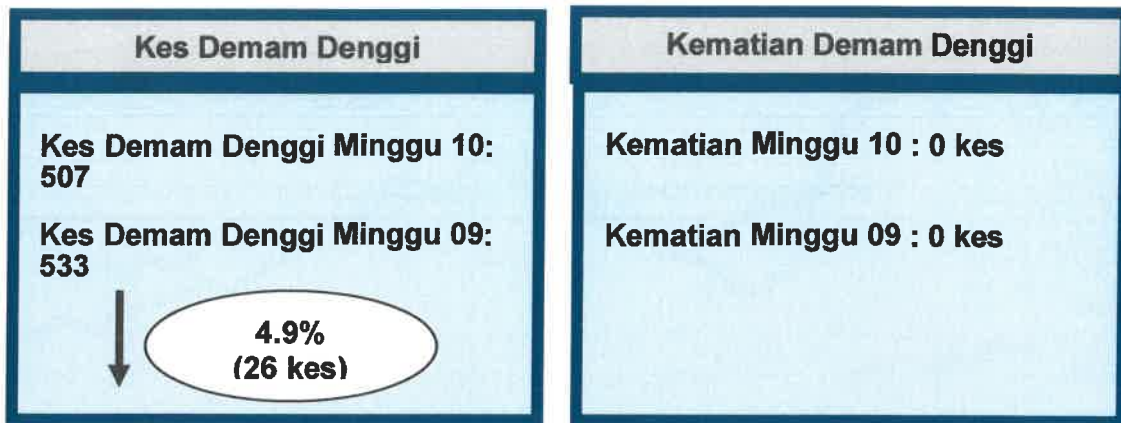 Kes Demam Denggi
Kes Demam Denggi Minggu 10:
507
Kes Demam Denggi Minggu 09:
533
4.9%
(26 kes)
Kematian Demam Denggi
Kematian Minggu 10 : 0 kes
Kematian Minggu 09 : 0 kes